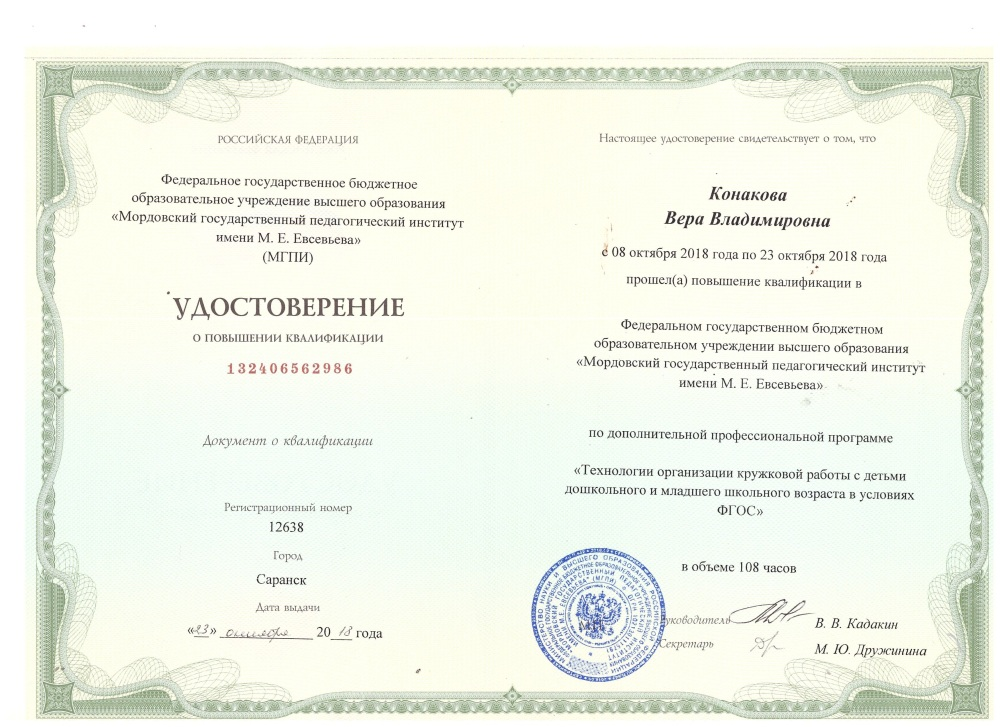 РОССИЙСКАЯ ФЕДЕРАЦИЯ
Федеральное государственное бюджетное
образовательное учреждение высшего образования
«Мордовский государственный педагогический институт
имени М. Е. Евсевьева»
(МГПИ)
УДОСТОВЕРЕНИЕ
О ПОВЫШЕНИИ КВАЛИФИКАЦИИ
132406562986
Документ о квалификации
Регистрационный номер
12638
Город
Саранск
Дата выдачи
«23» октября 2018 года
Настоящее удостоверение свидетельствует о том, что
Конакова
Вера Владимировна
с 08 октября 2018 года по 23 октября 2018 года
прошел(а) повышение квалификации в
Федеральном государственном бюджетном
образовательном учреждении высшего образования
«Мордовский государственный педагогический институт
имени М. Е. Евсевьева»
по дополнительной профессиональной программе
«Технологии организации кружковой работы с детьми
дошкольного и младшего школьного возраста в условиях
ФГОС»
в объеме 108 часов
Руководитель В. В. Кадакин
Секретарь М. Ю. Дружинина